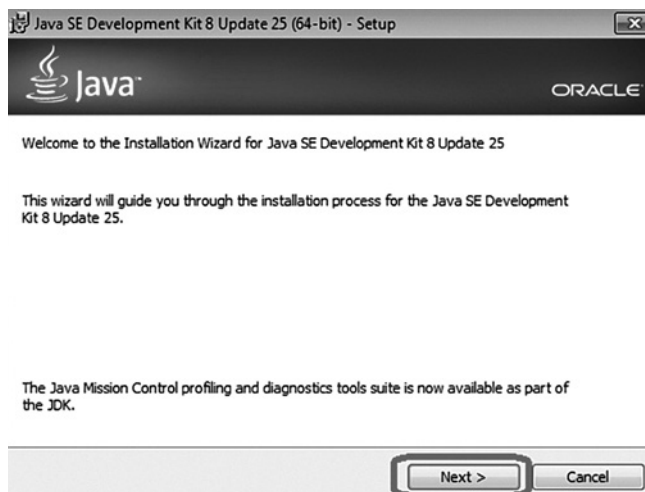 Java SE Development Kit 8 Update 25 (64-bit) - Setup
Java™
ORACLE
Welcome to the Installation Wizard for Java SE Development Kit 8 Update 25
This wizard will guide you through the installation process for the Java SE Development
Kit 8 Update 25.
The Java Mission Control profiling and diagnostics tools suite is now available as part of
the JDK.
Next >
Cancel